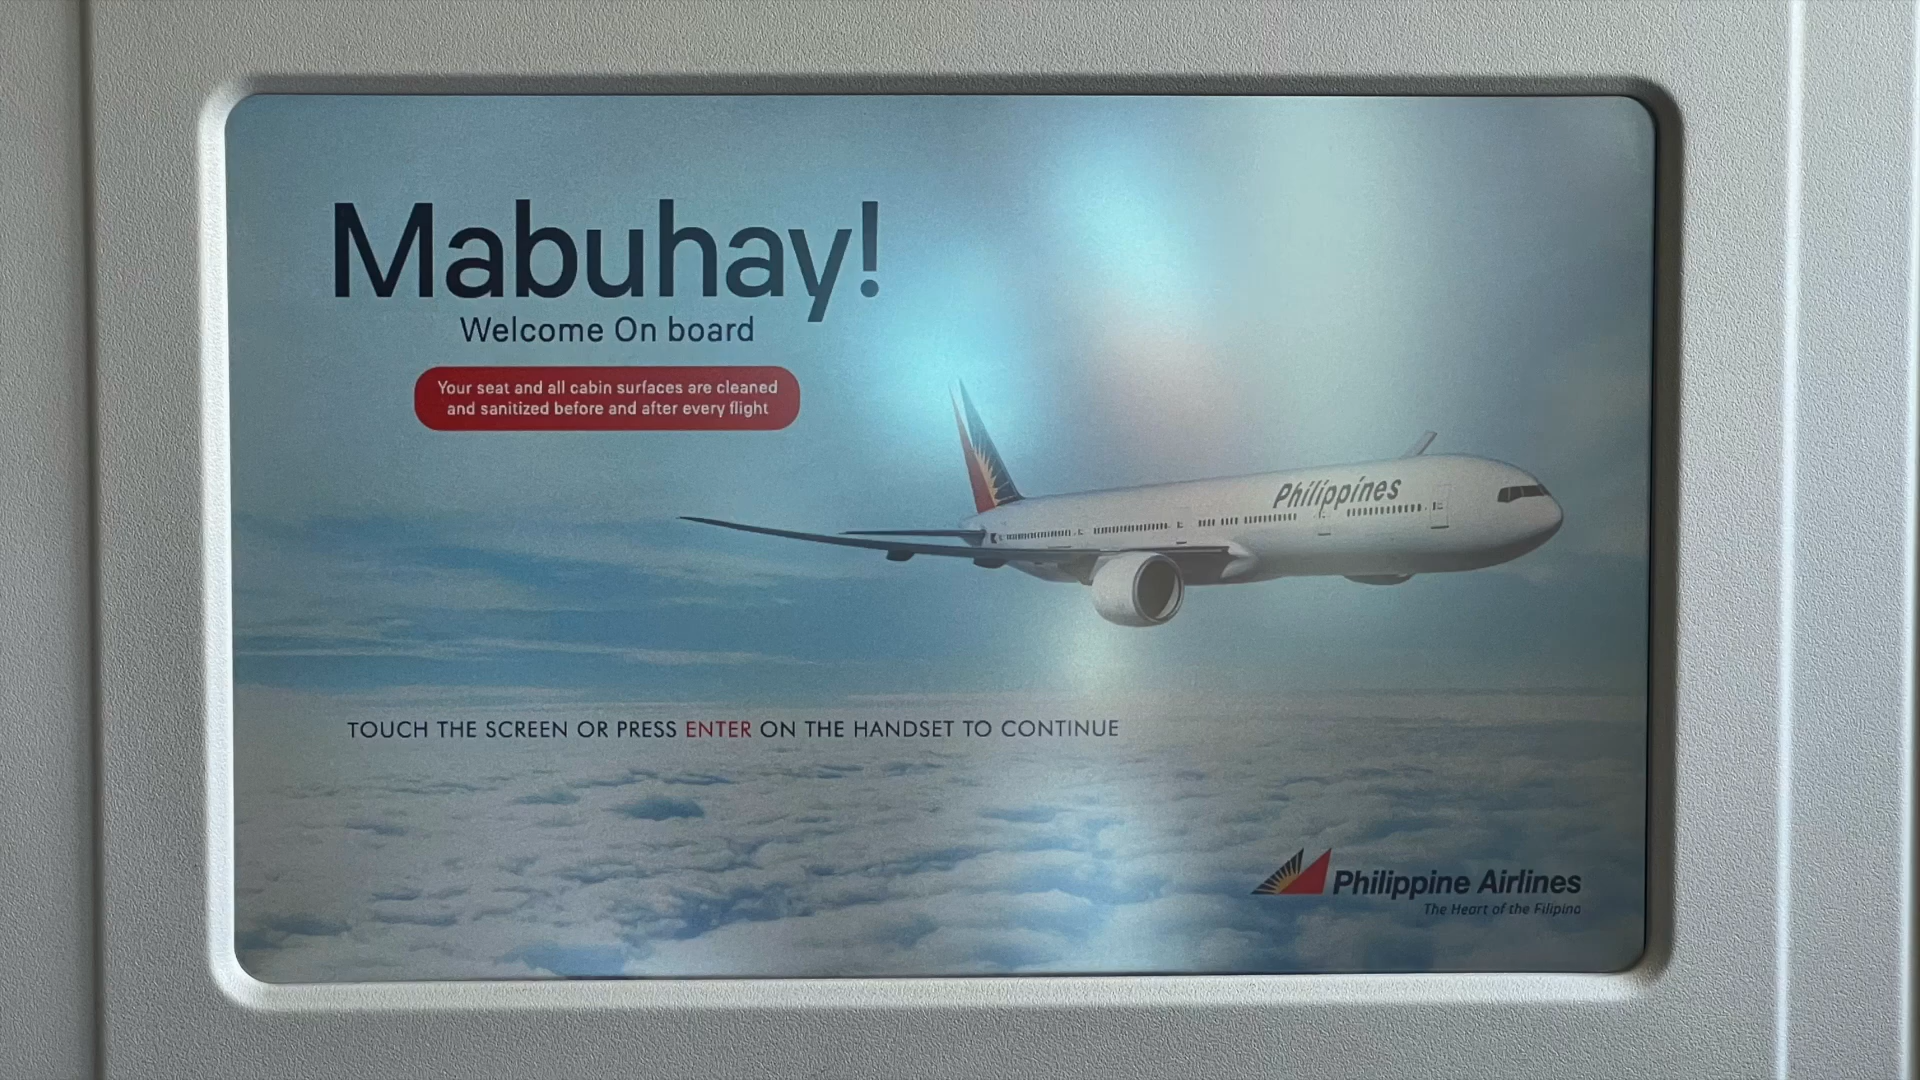 Mabuhay!
Welcome On board
Your seat and all cabin surfaces are cleaned
and sanitized before and after every flight
Philippines
TOUCH THE SCREEN OR PRESS ENTER ON THE HANDSET TO CONTINUE
Philippine Airlines
The Heart of the Filipino